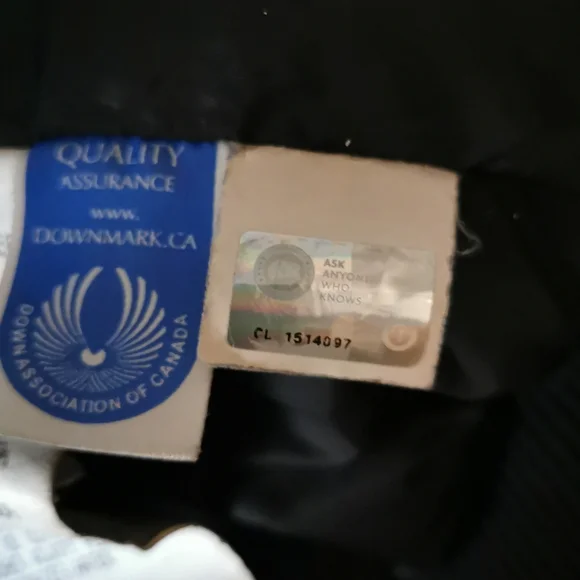 QUALITY
ASSURANCE
www.
DOWNMARK.CA
DOWN ASSOCIATION OF CANADA
ASK
ANYONE
WHO
KNOWS
CL 1514097